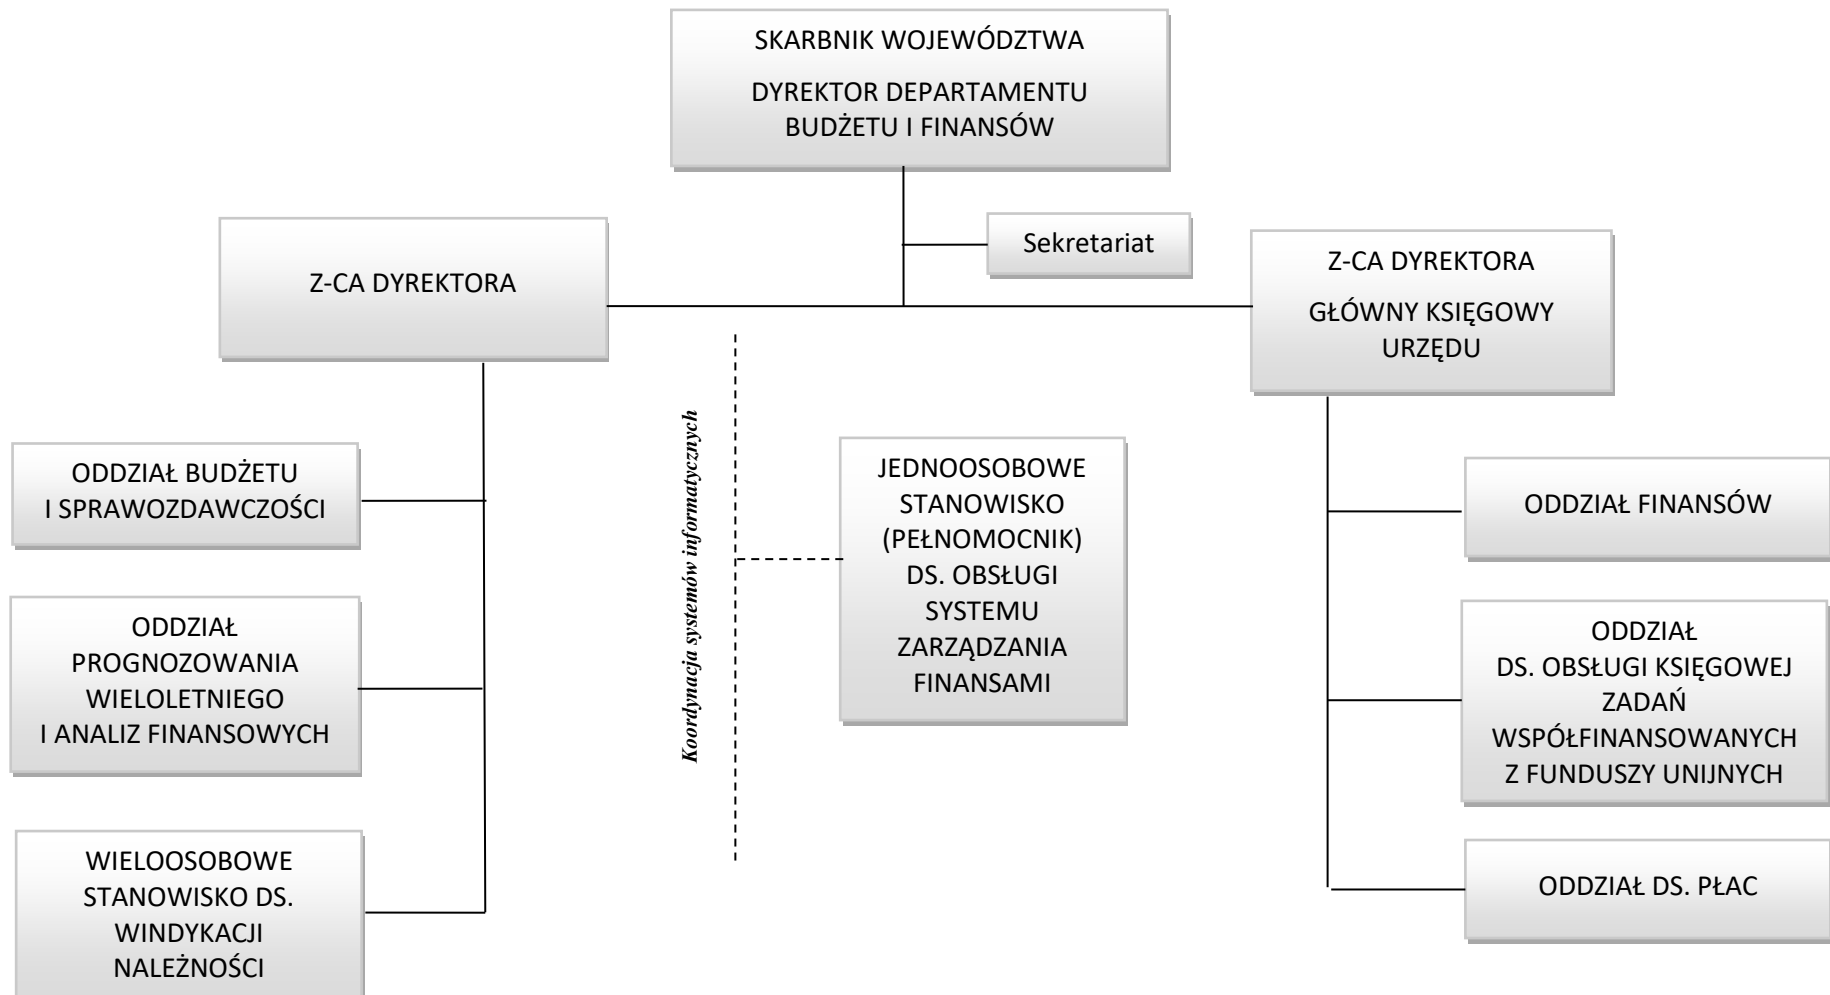 SKARBNIK WOJEWÓDZTWA
DYREKTOR DEPARTAMENTU
BUDŻETU I FINANSÓW
Sekretariat
Z-CA DYREKTORA
Z-CA DYREKTORA
GŁÓWNY KSIĘGOWY
URZĘDU
ODDZIAŁ BUDŻETU
I SPRAWOZDAWCZOŚCI
ODDZIAŁ
PROGNOZOWANIA
WIELOLETNIEGO
I ANALIZ FINANSOWYCH
WIELOOSOBOWE
STANOWISKO DS.
WINDYKACJI
NALEŻNOŚCI
Koordynacja systemów informatycznych
JEDNOOSOBOWE
STANOWISKO
(PEŁNOMOCNIK)
DS. OBSŁUGI
SYSTEMU
ZARZĄDZANIA
FINANSAMI
ODDZIAŁ FINANSÓW
ODDZIAŁ
DS. OBSŁUGI KSIĘGOWEJ
ZADAŃ
WSPÓŁFINANSOWANYCH
Z FUNDUSZY UNIJNYCH
ODDZIAŁ DS. PŁAC